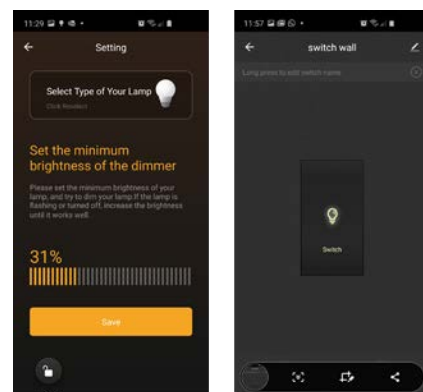 11:29
Setting
Select Type of Your Lamp
Click Reselect
Set the minimum
brightness of the dimmer
Please set the minimum brightness of your
lamp, and try to dim your lamp.If the lamp is
flashing or turned off, increase the brightness
until it works well.
31%
Save
11:57
switch wall
Long press to edit switch name
Switch